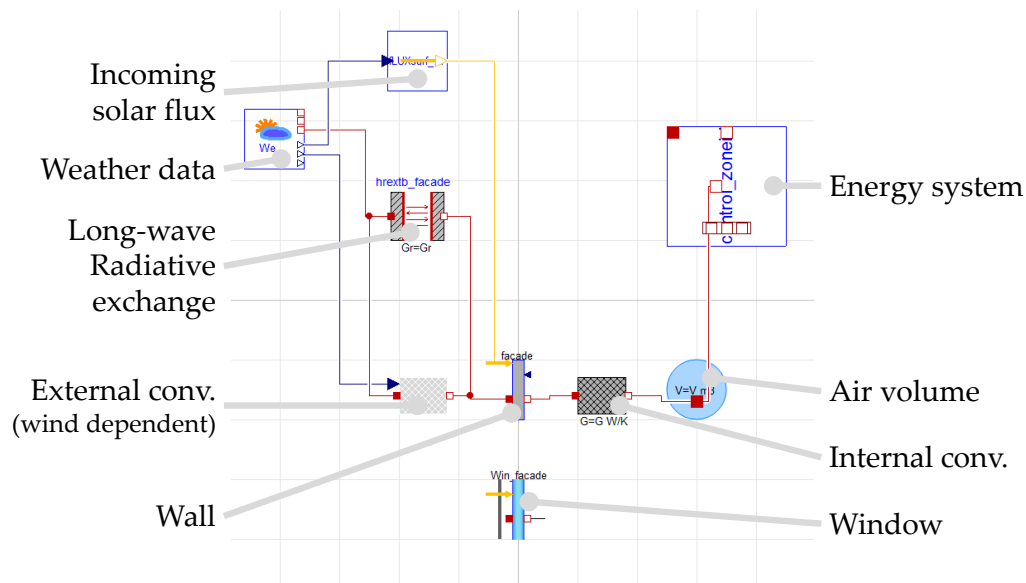 Incoming
solar flux
Weather data
We
hrextb_facade
Gr=Gr
Long-wave
Radiative
exchange
control_zone
Energy system
External conv.
(wind dependent)
facade
G=G W/K
Air volume
Internal conv.
Wall
Win_facade
Window